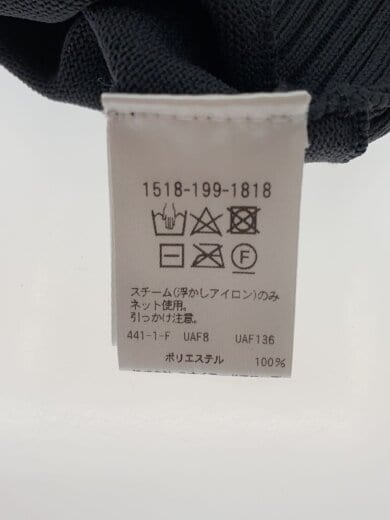 1518-199-1818
F
スチーム(浮かしアイロン)のみ
ネット使用。
引っかけ注意。
441-1-F UAF8 UAF136
ポリエステル 100%